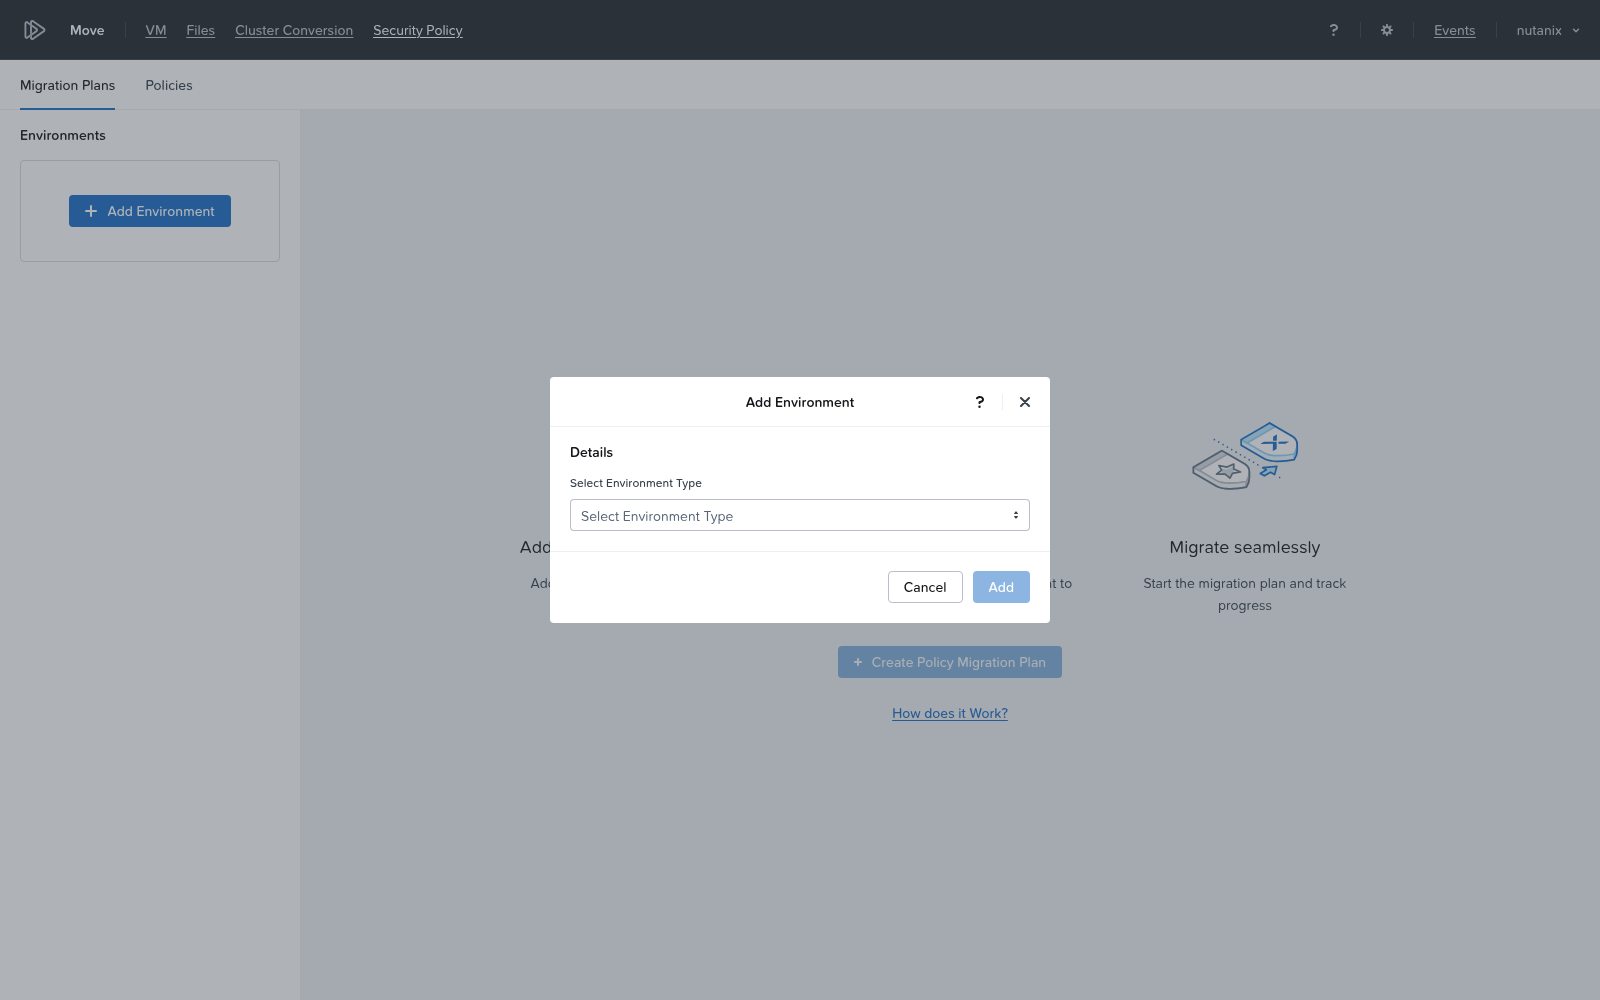 Move
VM
Files
Cluster Conversion
Security Policy
?
Events
nutanix
Migration Plans
Policies
Environments
+ Add Environment
Add Environment
?
Details
Select Environment Type
Select Environment Type
Cancel
Add
Add
to
Migrate seamlessly
Start the migration plan and track
progress
+ Create Policy Migration Plan
How does it Work?